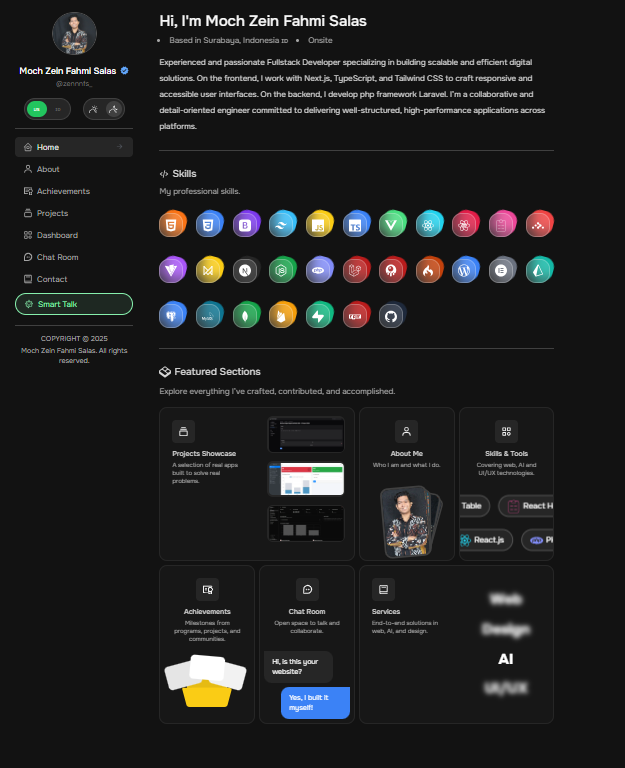 Moch Zein Fahmi Salas
@zennnfs_
US
Home
About
Achievements
Projects
Dashboard
Chat Room
Contact
Smart Talk
COPYRIGHT © 2025
Moch Zein Fahmi Salas. All rights
reserved.
Hi, I'm Moch Zein Fahmi Salas
• Based in Surabaya, Indonesia ID • Onsite
Experienced and passionate Fullstack Developer specializing in building scalable and efficient digital
solutions. On the frontend, I work with Next.js, TypeScript, and Tailwind CSS to craft responsive and
accessible user interfaces. On the backend, I develop php framework Laravel. I'm a collaborative and
detail-oriented engineer committed to delivering well-structured, high-performance applications across
platforms.
Skills
My professional skills.
JS
TS
php
Featured Sections
Explore everything I've crafted, contributed, and accomplished.
Projects Showcase
A selection of real apps
built to solve real
problems.
About Me
Who I am and what I do.
Skills & Tools
Covering web, AI and
UI/UX technologies.
Table
React H
React.js
Achievements
Milestones from
programs, projects, and
communities.
Chat Room
Open space to talk and
collaborate.
Hi, is this your
website?
Yes, I built it
myself!
Services
End-to-end solutions in
web, AI, and design.
Web
Design
AI
UI/UX